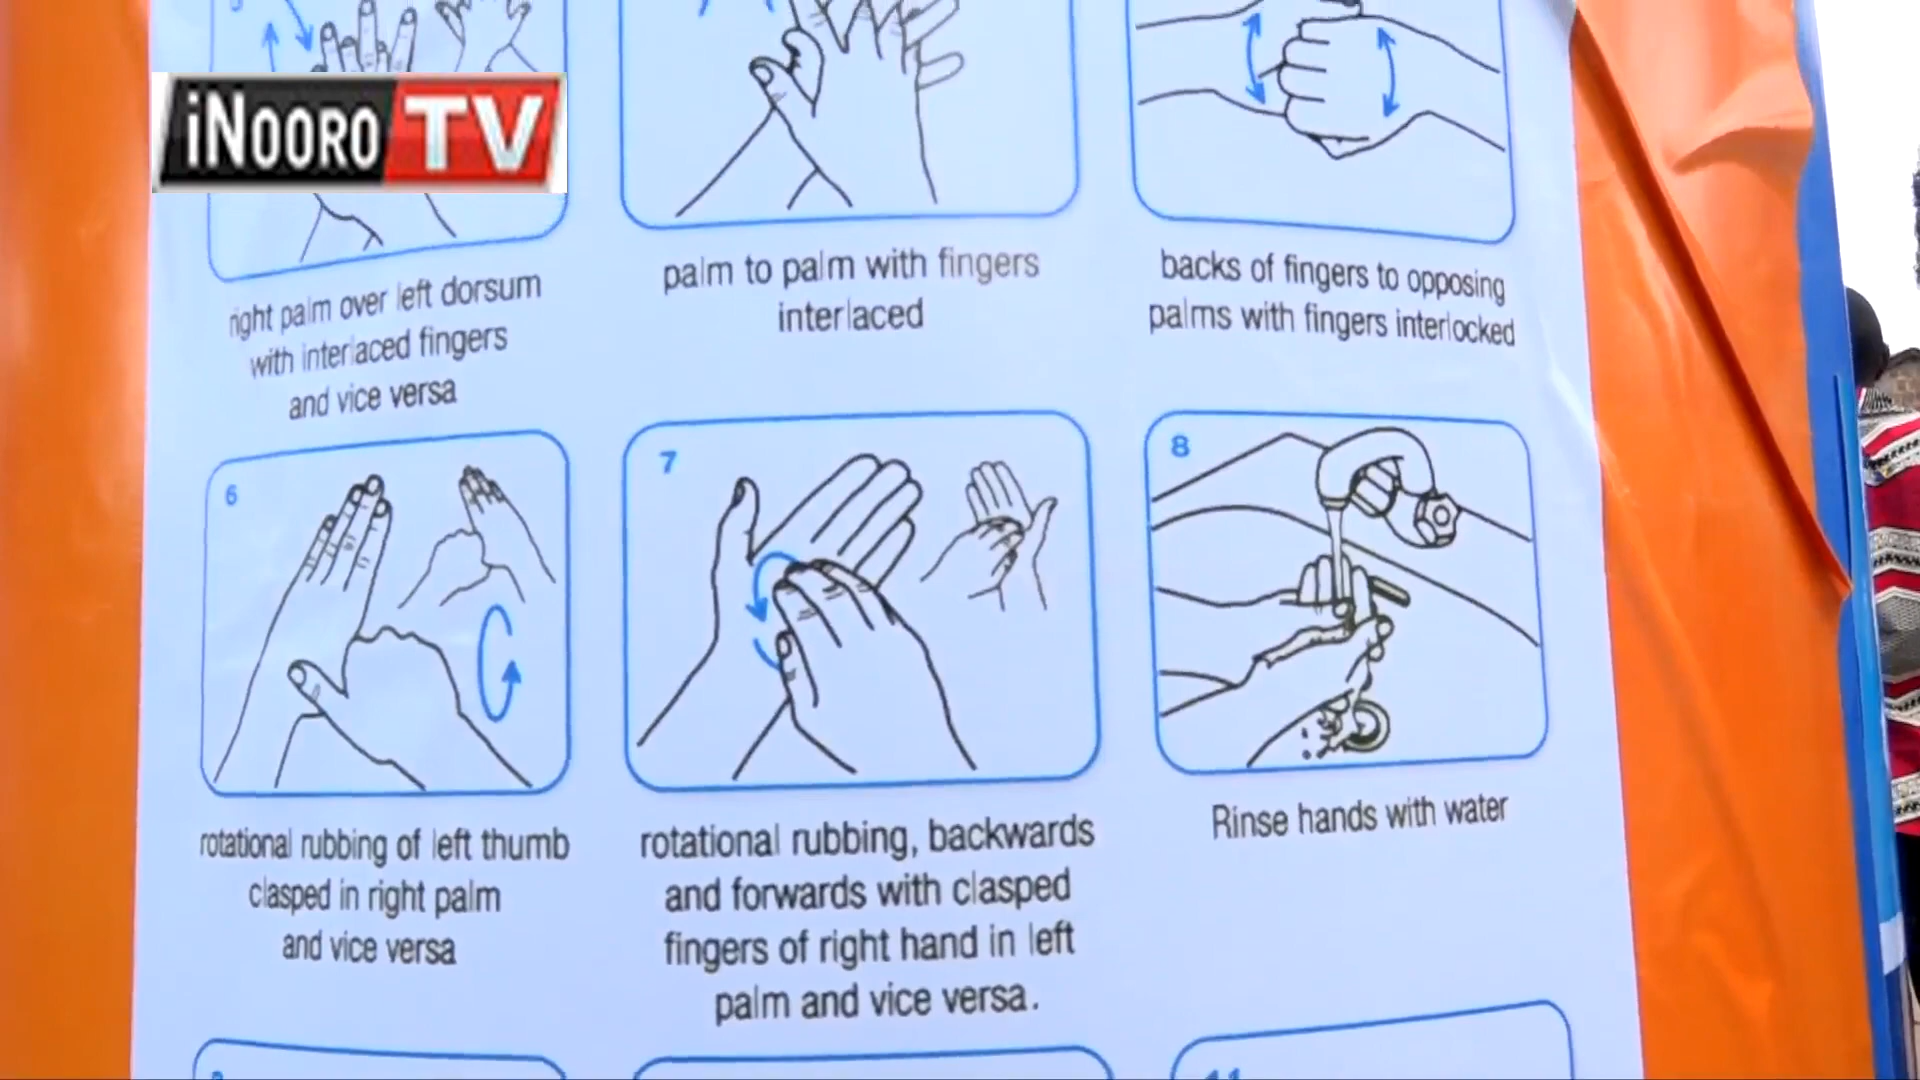 iNOORO TV
right palm over left dorsum
with interlaced fingers
and vice versa
palm to palm with fingers
interlaced
backs of fingers to opposing
palms with fingers interlocked
6
7
8
rotational rubbing of left thumb
clasped in right palm
and vice versa
rotational rubbing, backwards
and forwards with clasped
fingers of right hand in left
palm and vice versa.
Rinse hands with water